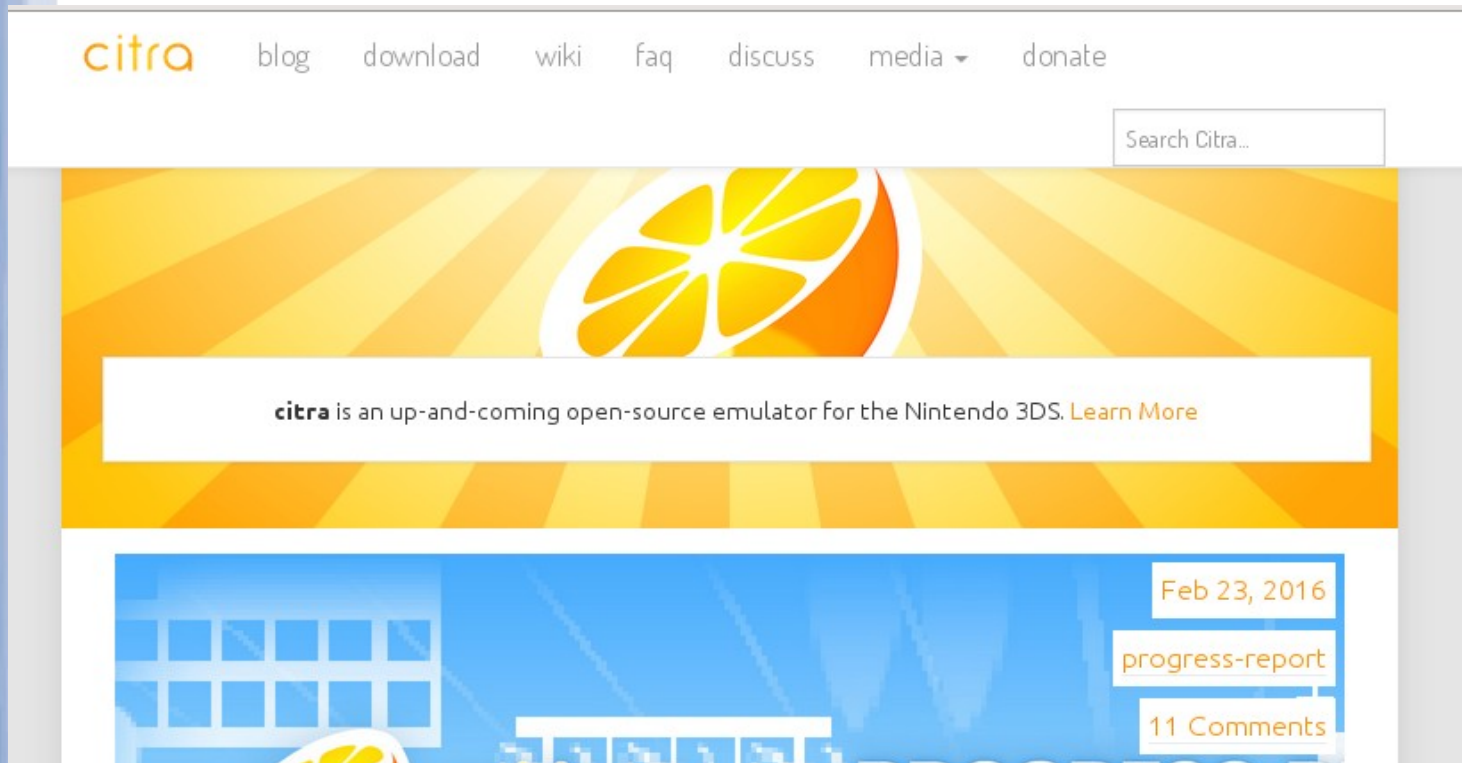 citra blog download wiki faq discuss media donate
Search Citra...
citra is an up-and-coming open-source emulator for the Nintendo 3DS. Learn More
Feb 23, 2016
progress-report
11 Comments